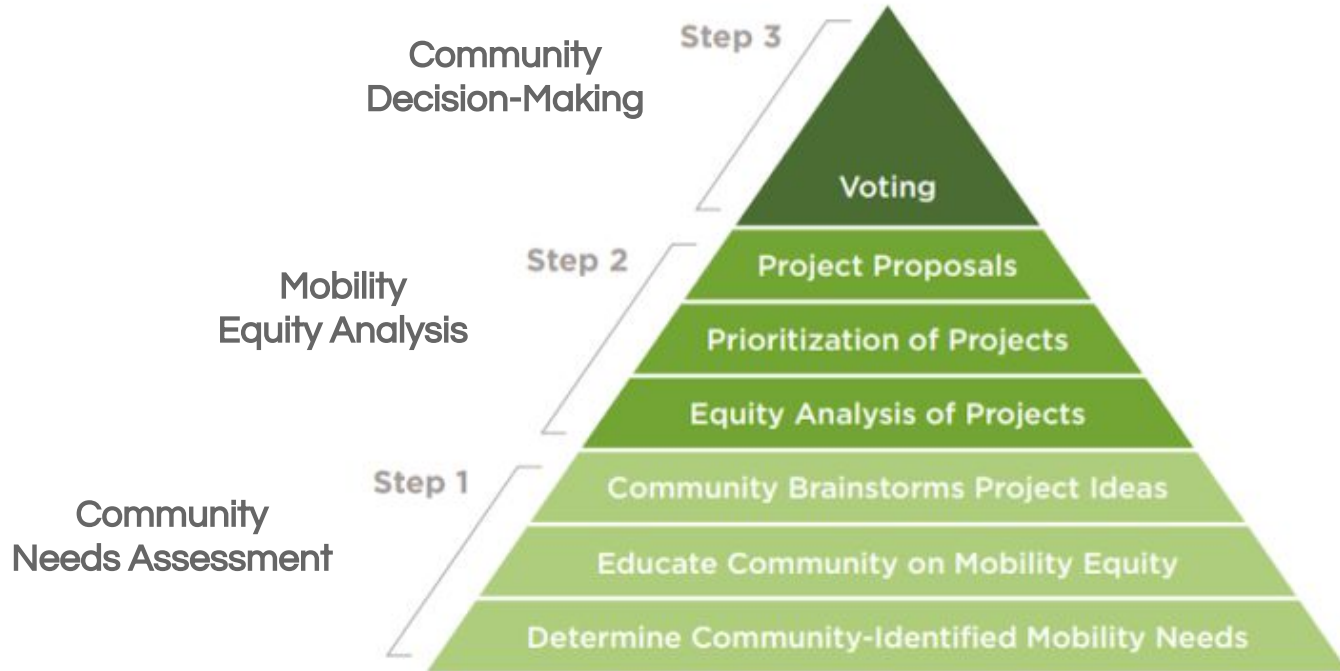 Step 3
Community
Decision-Making
Voting
Step 2
Project Proposals
Mobility
Equity Analysis
Prioritization of Projects
Equity Analysis of Projects
Step 1
Community Brainstorms Project Ideas
Community
Needs Assessment
Educate Community on Mobility Equity
Determine Community-Identified Mobility Needs